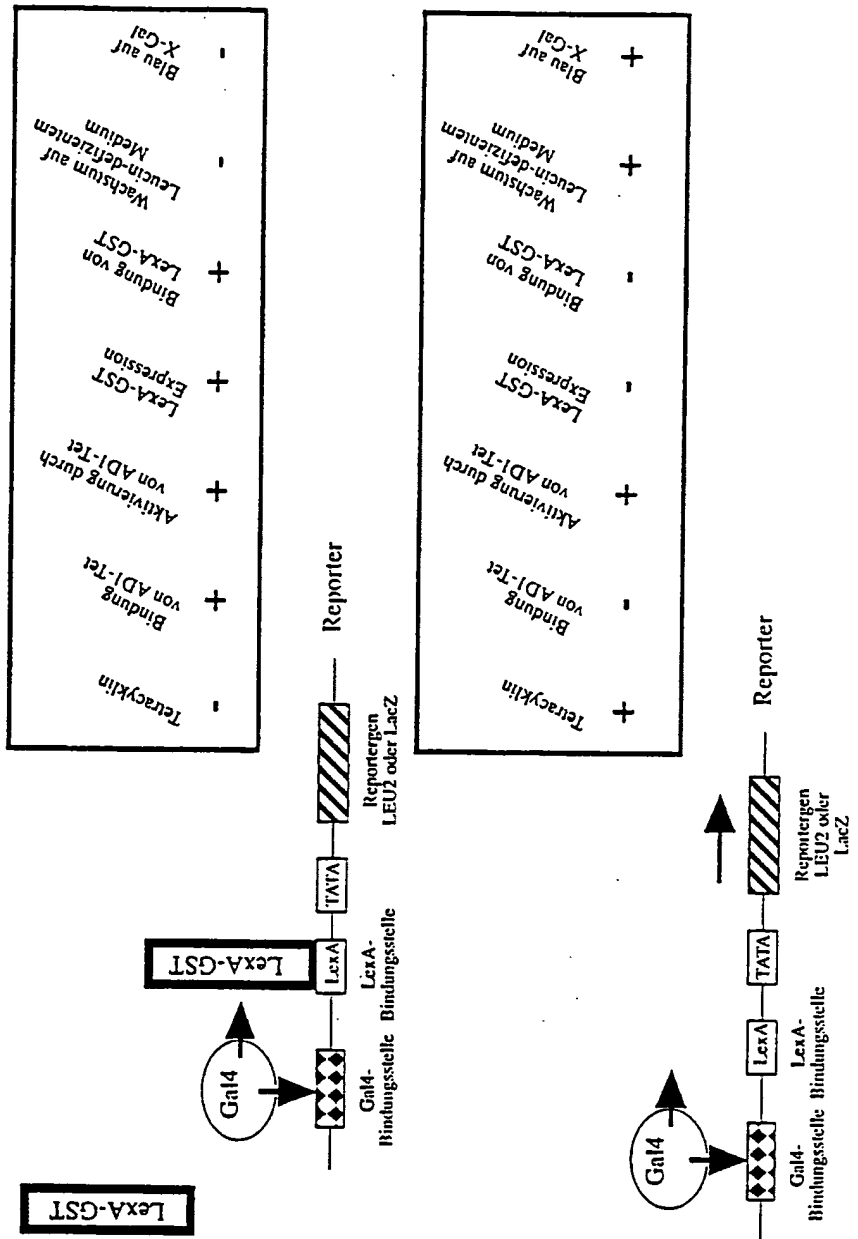 Tetracyklin
Bindung
von AD1-Tet
Aktivierung durch
von AD1-Tet
LexA-GST
Expression
Bindung von
LexA-GST
Wachstum auf
Leucin-defizientem
Medium
Blau auf
X-Gal
- + + + + - -
LexA-GST
Gal4
LexA-GST
LexA
TATA
Reporter
Gal4-
Bindungsstelle
LexA-
Bindungsstelle
Reportergen
LEU2 oder LacZ
Tetracyklin
Bindung
von AD1-Tet
Aktivierung durch
von AD1-Tet
LexA-GST
Expression
Bindung von
LexA-GST
Wachstum auf
Leucin-defizientem
Medium
Blau auf
X-Gal
+ - + - - + +
Gal4
LexA
TATA
Reporter
Gal4-
Bindungsstelle
LexA-
Bindungsstelle
Reportergen
LEU2 oder
LacZ